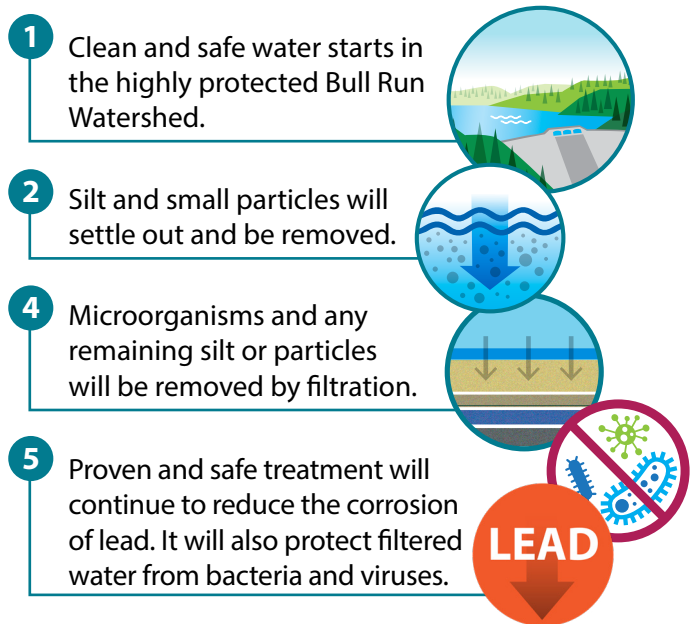 1
Clean and safe water starts in
the highly protected Bull Run
Watershed.
2
Silt and small particles will
settle out and be removed.
4
Microorganisms and any
remaining silt or particles
will be removed by filtration.
5
Proven and safe treatment will
continue to reduce the corrosion
of lead. It will also protect filtered
water from bacteria and viruses.
LEAD